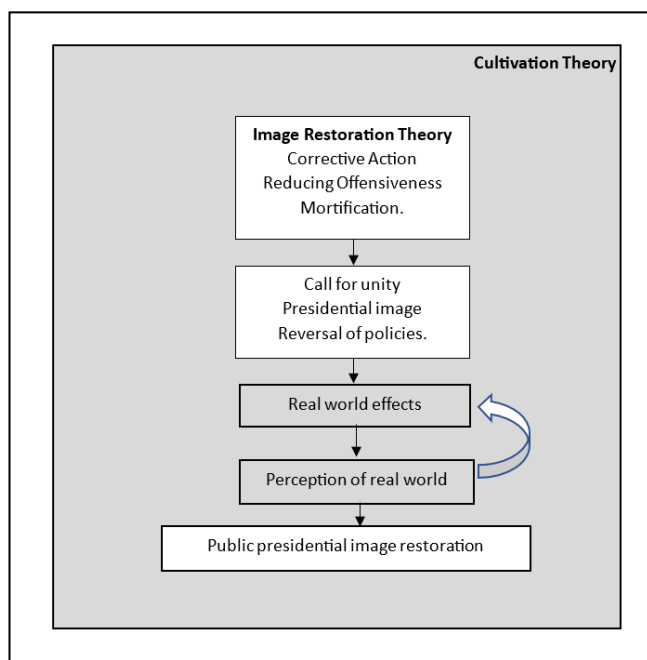 Cultivation Theory
Image Restoration Theory
Corrective Action
Reducing Offensiveness
Mortification.
Call for unity
Presidential image
Reversal of policies.
Real world effects
Perception of real world
Public presidential image restoration